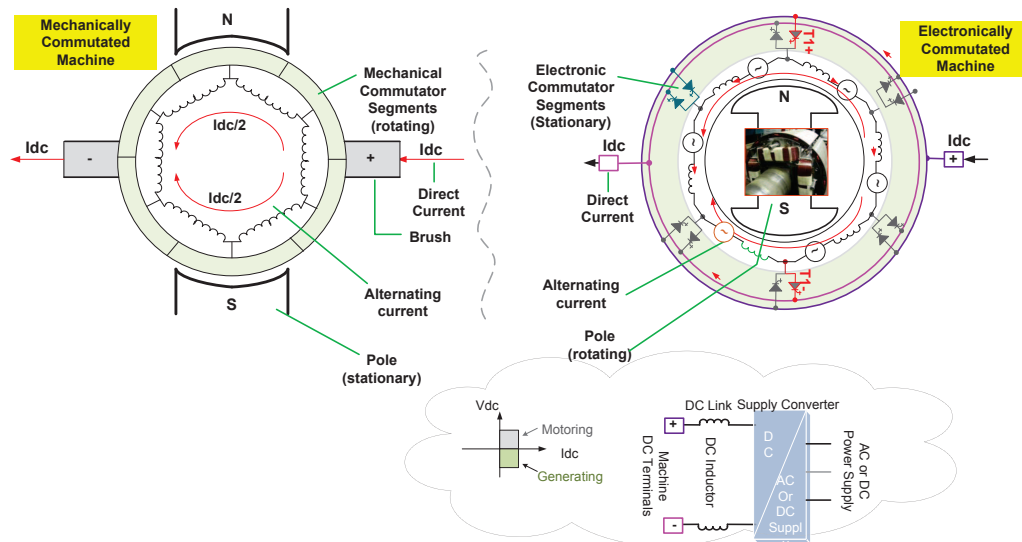 Mechanically
Commutated
Machine
N
Mechanical
Commutator
Segments
(rotating)
Idc/2
Idc/2
Idc
-
+
Idc
Direct
Current
Brush
S
Alternating
current
Pole
(stationary)
Electronically
Commutated
Machine
T1+
Electronic
Commutator
Segments
(Stationary)
N
Idc
Idc
+
Direct
Current
S
T1-
Alternating
current
Pole
(rotating)
Vdc
Motoring
Idc
Generating
DC Link
Supply Converter
+
-
Machine
DC Terminals
DC Inductor
D
C
AC
Or
DC
Suppl
AC or DC
Power Supply